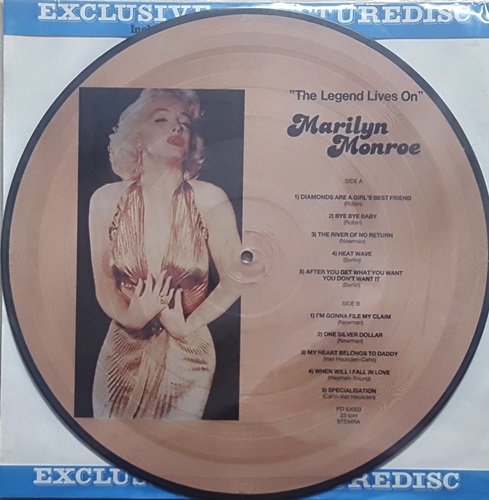 EXCLUSIVE PICTUREDISC
"The Legend Lives On"
Marilyn
Monroe
SIDE A
1) DIAMONDS ARE A GIRL'S BEST FRIEND
(Robin)
2) BYE BYE BABY
(Robin)
3) THE RIVER OF NO RETURN
(Newman)
4) HEAT WAVE
(Berlin)
5) AFTER YOU GET WHAT YOU WANT
YOU DON'T WANT IT
(Berlin)
SIDE B
1) I'M GONNA FILE MY CLAIM
(Newman)
2) ONE SILVER DOLLAR
(Newman)
3) MY HEART BELONGS TO DADDY
(Van Heusden-Cahn)
4) WHEN WILL I FALL IN LOVE
(Heyman-Young)
5) SPECIALISATION
(Cahn-Van Heusden)
33 rpm
STEMRA
EXCLUS TUREDISC